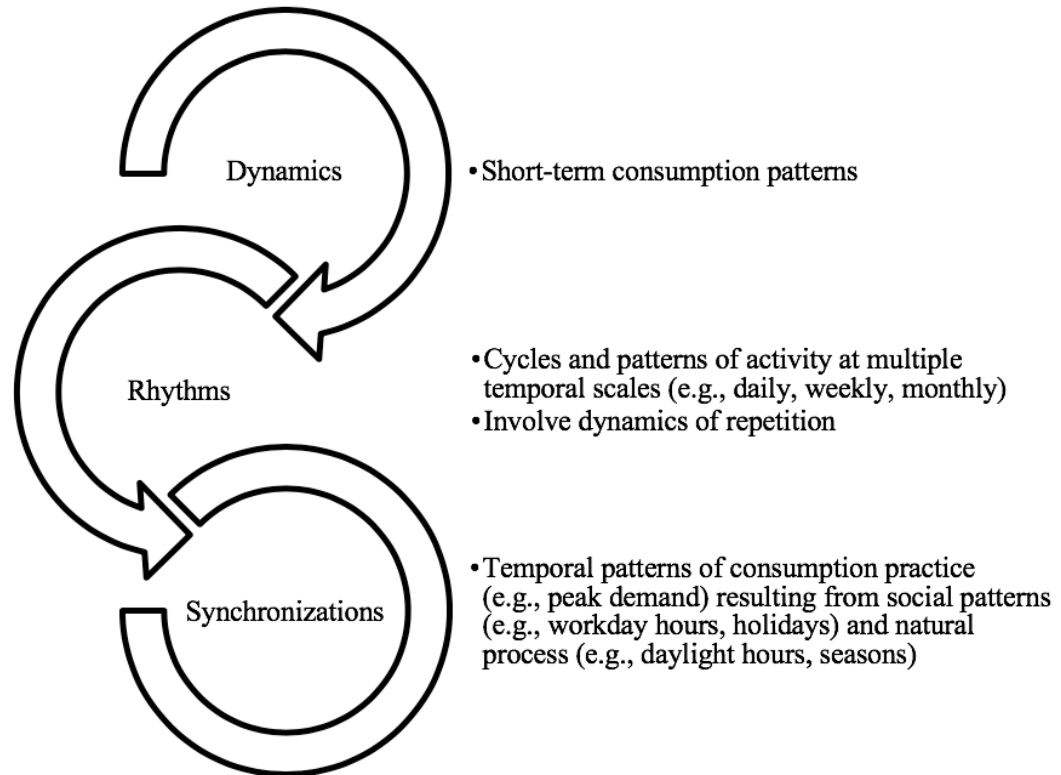 Dynamics
•Short-term consumption patterns
Rhythms
•Cycles and patterns of activity at multiple
temporal scales (e.g., daily, weekly, monthly)
•Involve dynamics of repetition
Synchronizations
•Temporal patterns of consumption practice
(e.g., peak demand) resulting from social patterns
(e.g., workday hours, holidays) and natural
process (e.g., daylight hours, seasons)